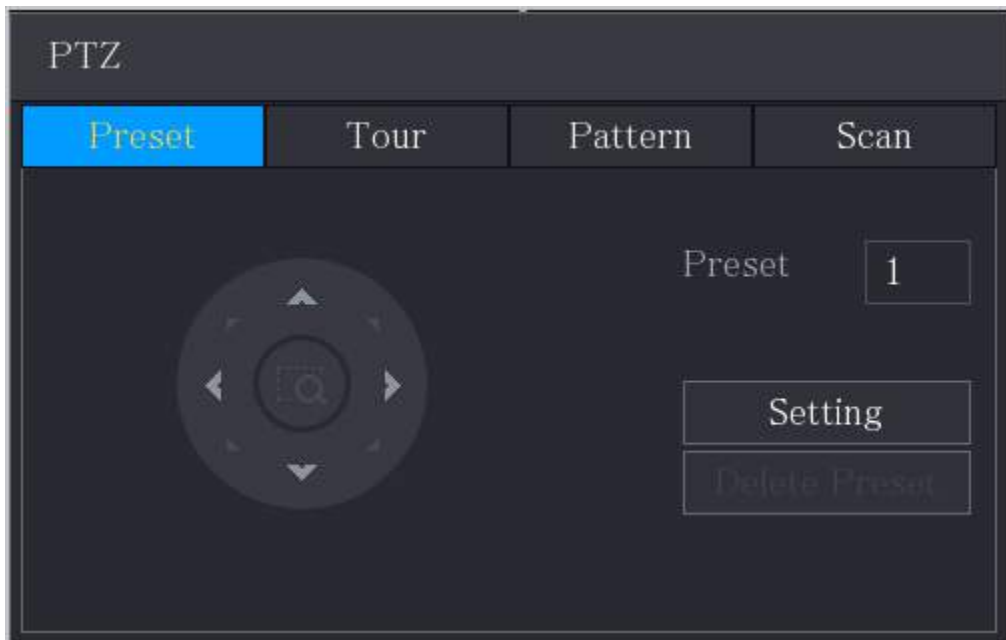 PTZ
Preset Tour Pattern Scan
Preset 1
Setting
Delete Preset